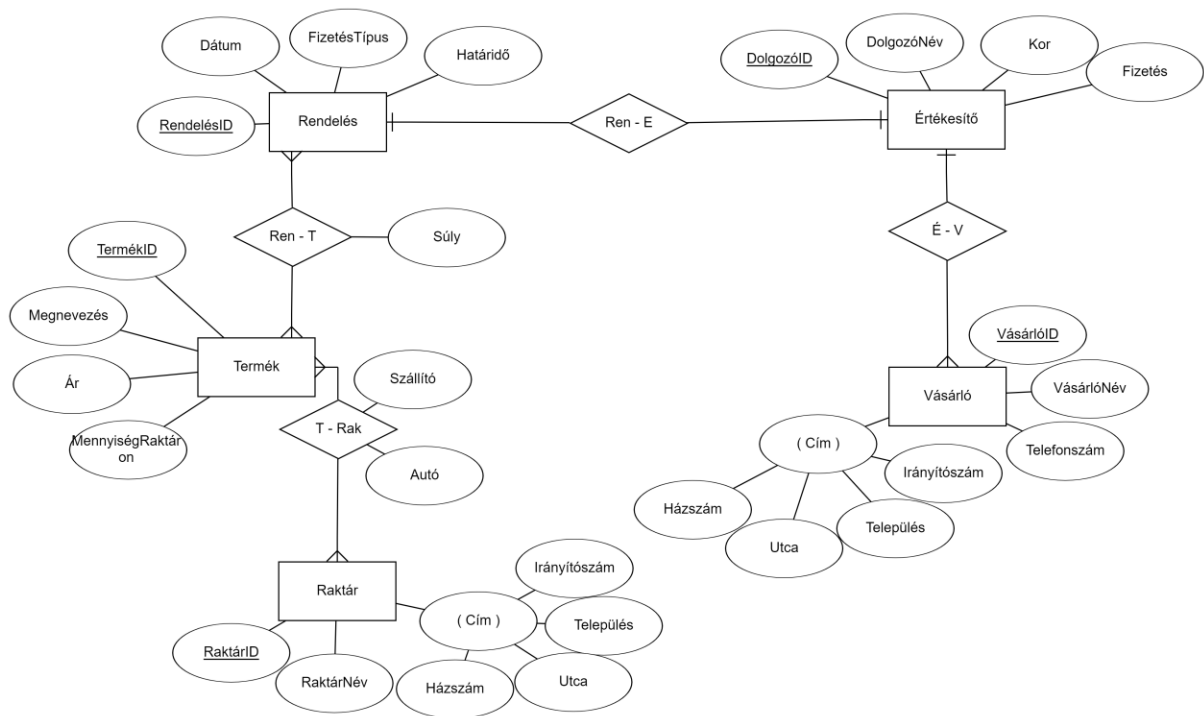 FizetésTípus
Dátum
Határidő
RendelésID
Rendelés
DolgozóID
DolgozóNév
Kor
Fizetés
Értékesítő
Ren - E
Ren - T
Súly
É - V
TermékID
Megnevezés
Ár
MennyiségRaktár
on
Termék
Szállító
T - Rak
Autó
VásárlóID
VásárlóNév
Vásárló
Telefonszám
( Cím )
Irányítószám
Házszám
Utca
Település
Raktár
RaktárID
RaktárNév
( Cím )
Irányítószám
Település
Utca
Házszám